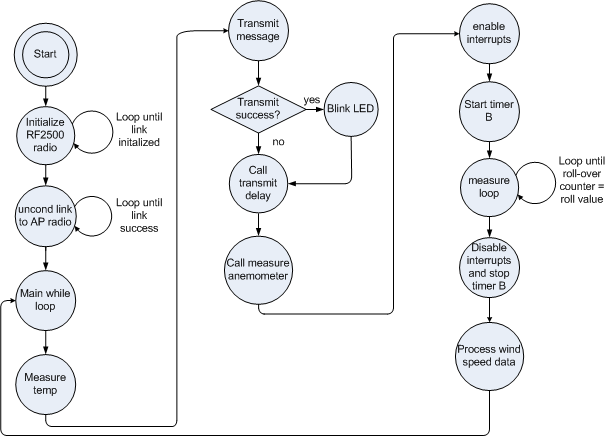 Start
Initialize
RF2500
radio
Loop until
link
initalized
uncond link
to AP radio
Loop until
link
success
Main while
loop
Measure
temp
Transmit
message
Transmit
success?
yes
Blink LED
no
Call
transmit
delay
Call measure
anemometer
enable
interrupts
Start timer
B
measure
loop
Loop until
roll-over
counter =
roll value
Disable
interrupts
and stop
timer B
Process wind
speed data